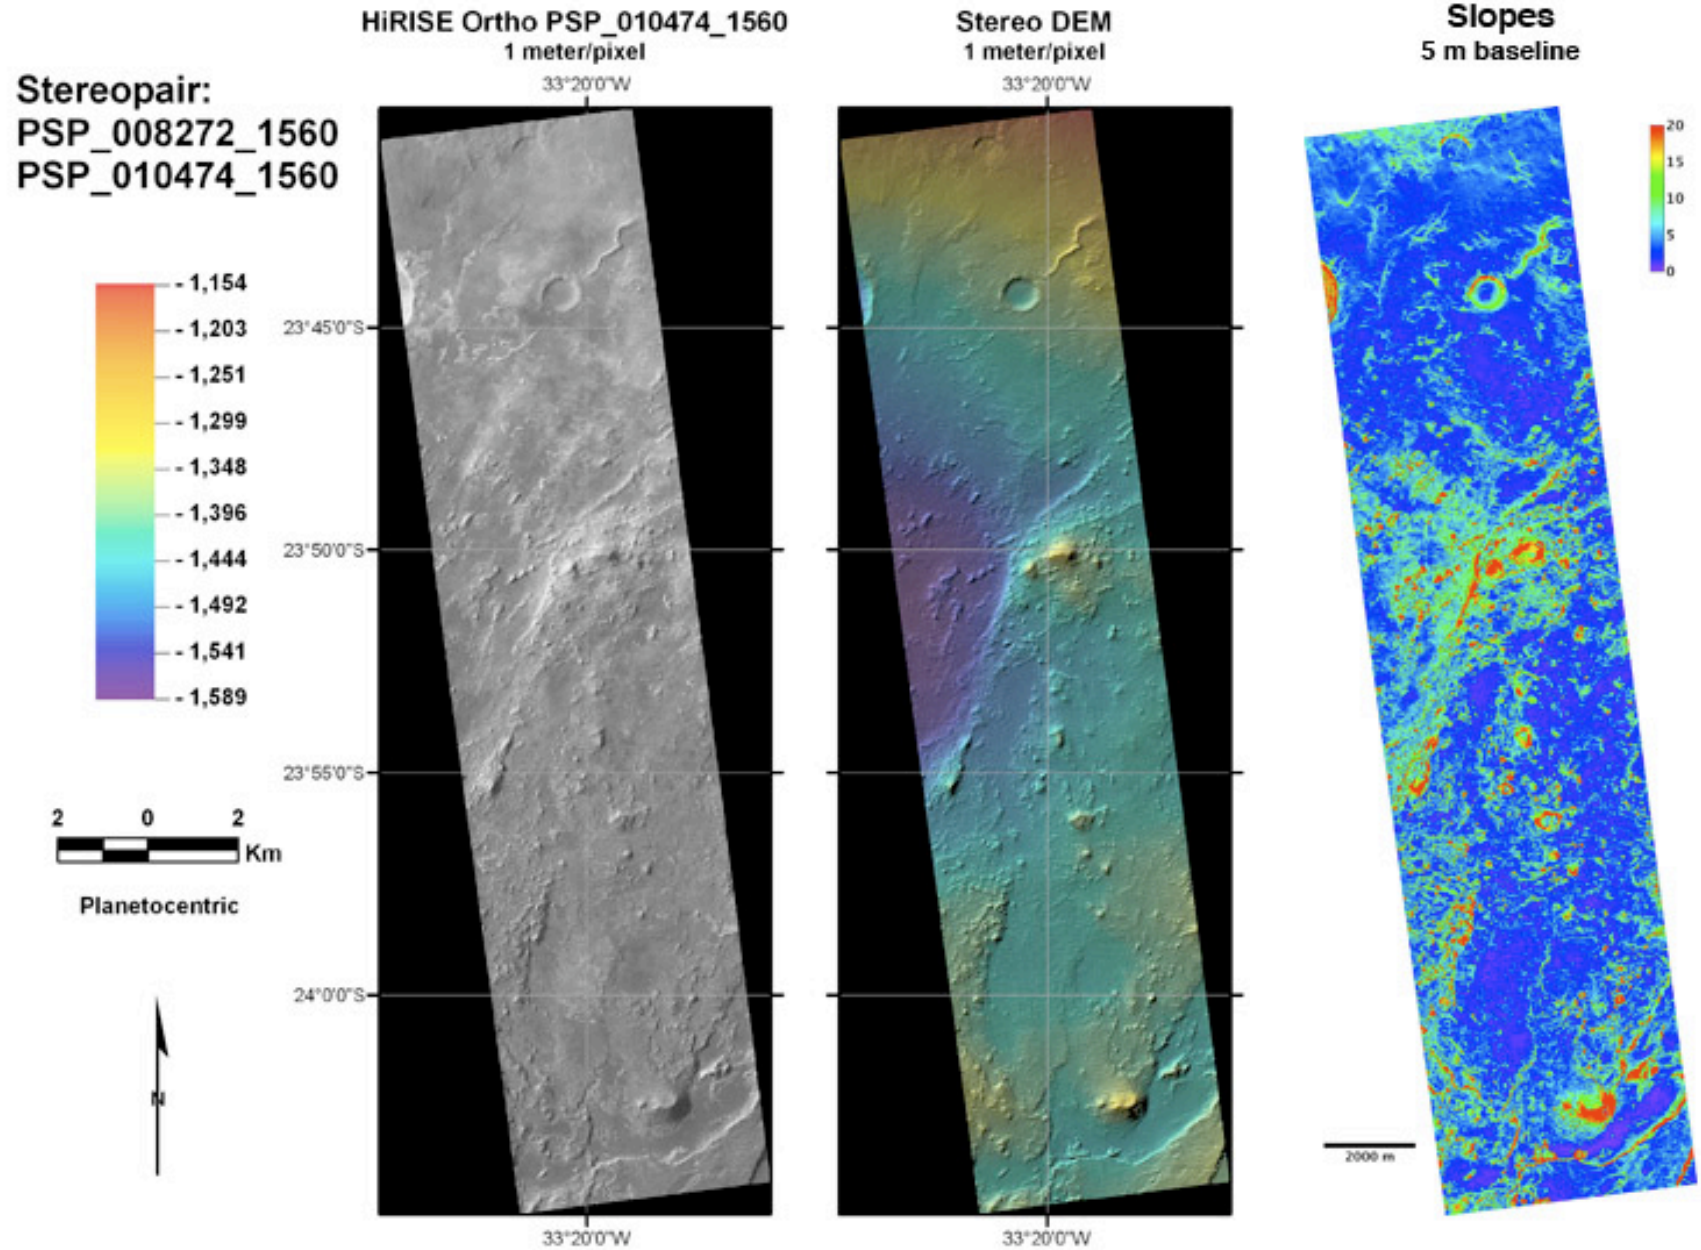 HiRISE Ortho PSP_010474_1560
1 meter/pixel
33°20'0"W
Stereo DEM
1 meter/pixel
33°20'0"W
Slopes
5 m baseline
Stereopair:
PSP_008272_1560
PSP_010474_1560
- 1,154
- 1,203
- 1,251
- 1,299
- 1,348
- 1,396
- 1,444
- 1,492
- 1,541
- 1,589
2 0 2
Km
Planetocentric
N
23°45'0"S
23°50'0"S
23°55'0"S
24°0'0"S
33°20'0"W
33°20'0"W
20
15
10
5
0
2000 m